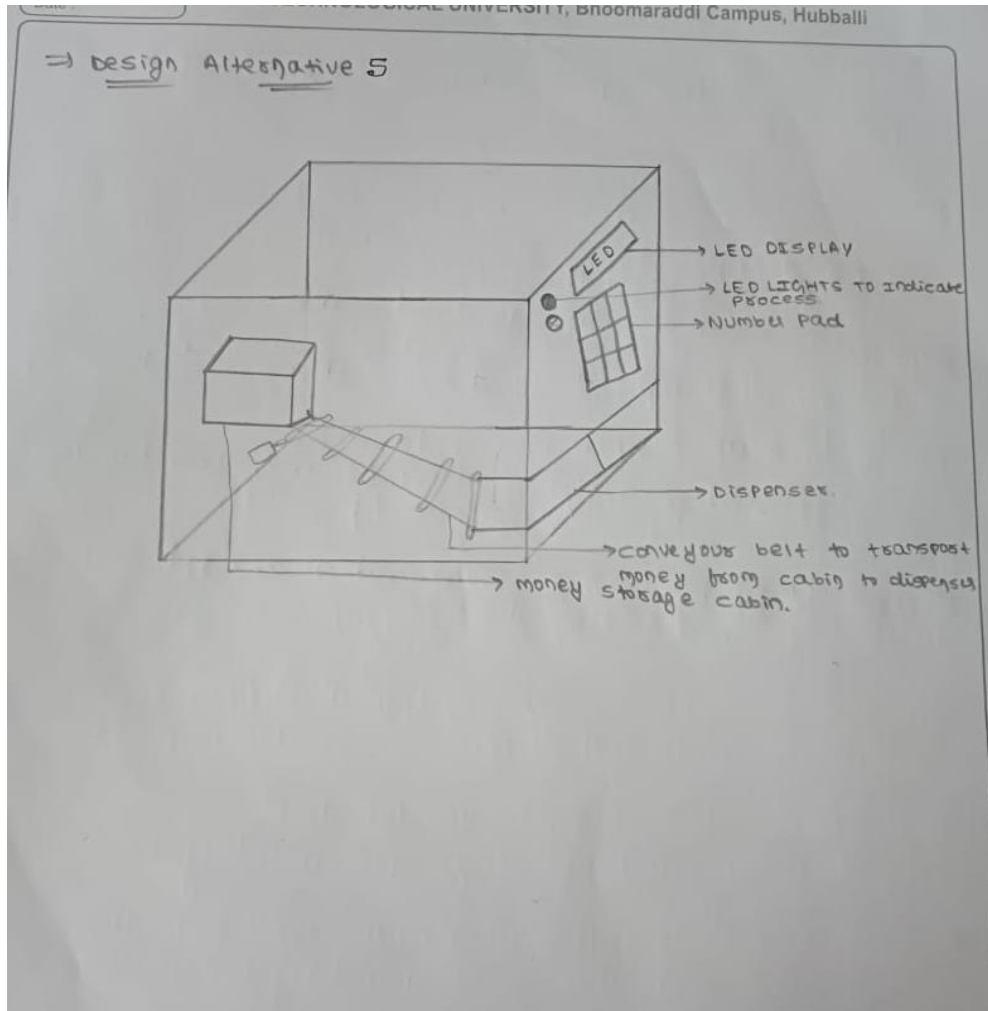 UNIVERSITY, Bhoomaraddi Campus, Hubballi
=> Design Alternative 5
LED
→ LED DISPLAY
→ LED LIGHTS TO Indicate
process
→ Number Pad
→ Dispenser.
→ conveyour belt to transport
money from cabin to dispenser
→ money storage cabin.